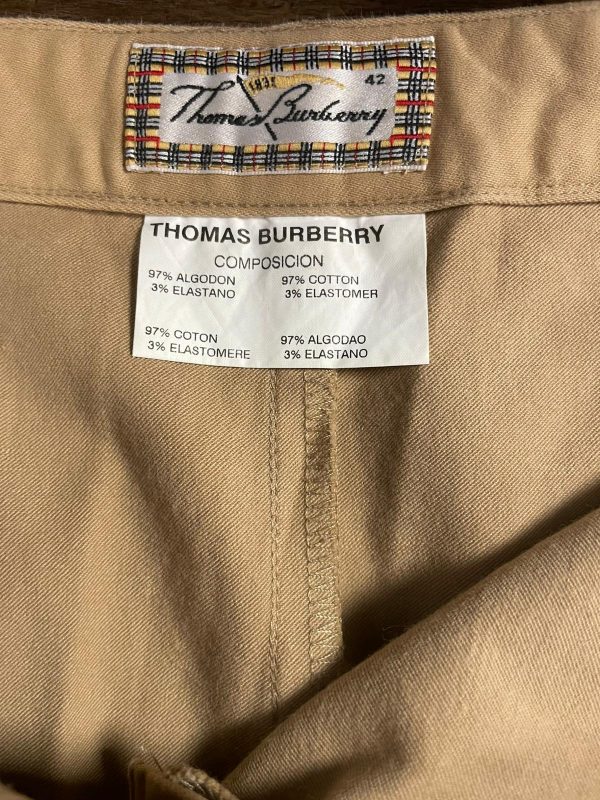 42
Thomas Burberry
THOMAS BURBERRY
COMPOSICION
97% ALGODON 97% COTTON
3% ELASTANO 3% ELASTOMER
97% COTON 97% ALGODAO
3% ELASTOMERE 3% ELASTANO